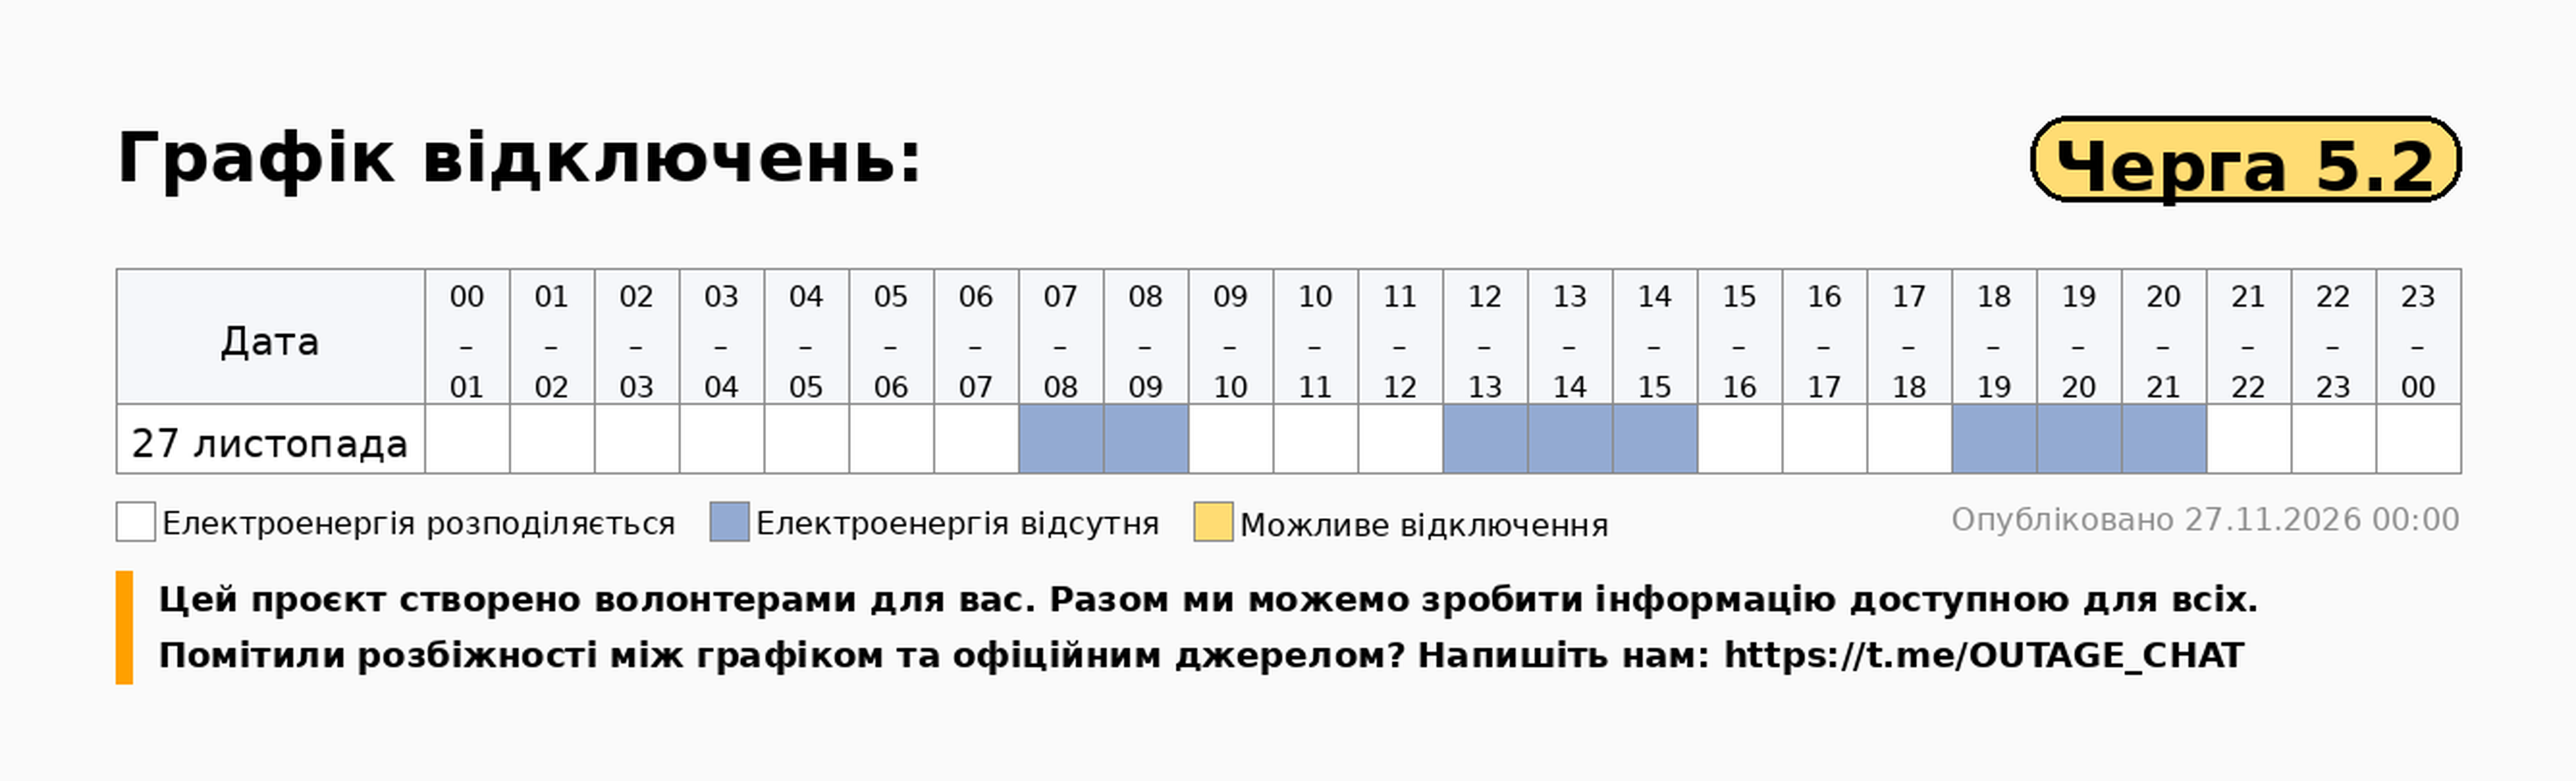 Графік відключень:
Черга 5.2
Дата 00 – 01 01 – 02 02 – 03 03 – 04 04 – 05 05 – 06 06 – 07 07 – 08 08 – 09 09 – 10 10 – 11 11 – 12 12 – 13 13 – 14 14 – 15 15 – 16 16 – 17 17 – 18 18 – 19 19 – 20 20 – 21 21 – 22 22 – 23 23 – 00
27 листопада
Електроенергія розподіляється Електроенергія відсутня Можливе відключення Опубліковано 27.11.2026 00:00
Цей проєкт створено волонтерами для вас. Разом ми можемо зробити інформацію доступною для всіх.
Помітили розбіжності між графіком та офіційним джерелом? Напишіть нам: https://t.me/OUTAGE_CHAT